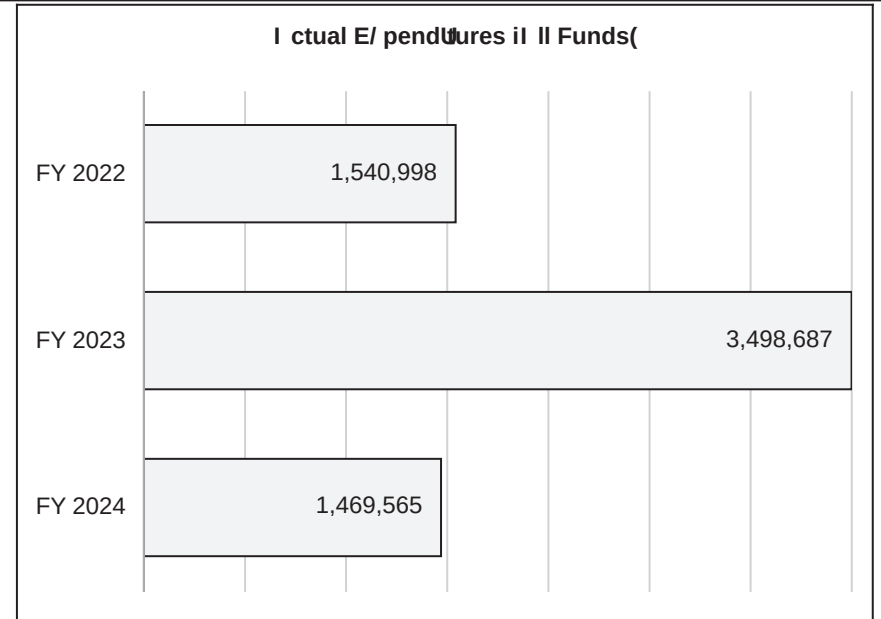 I ctual E/ pendUtures iI ll Funds(
FY 2022 1,540,998
FY 2023 3,498,687
FY 2024 1,469,565